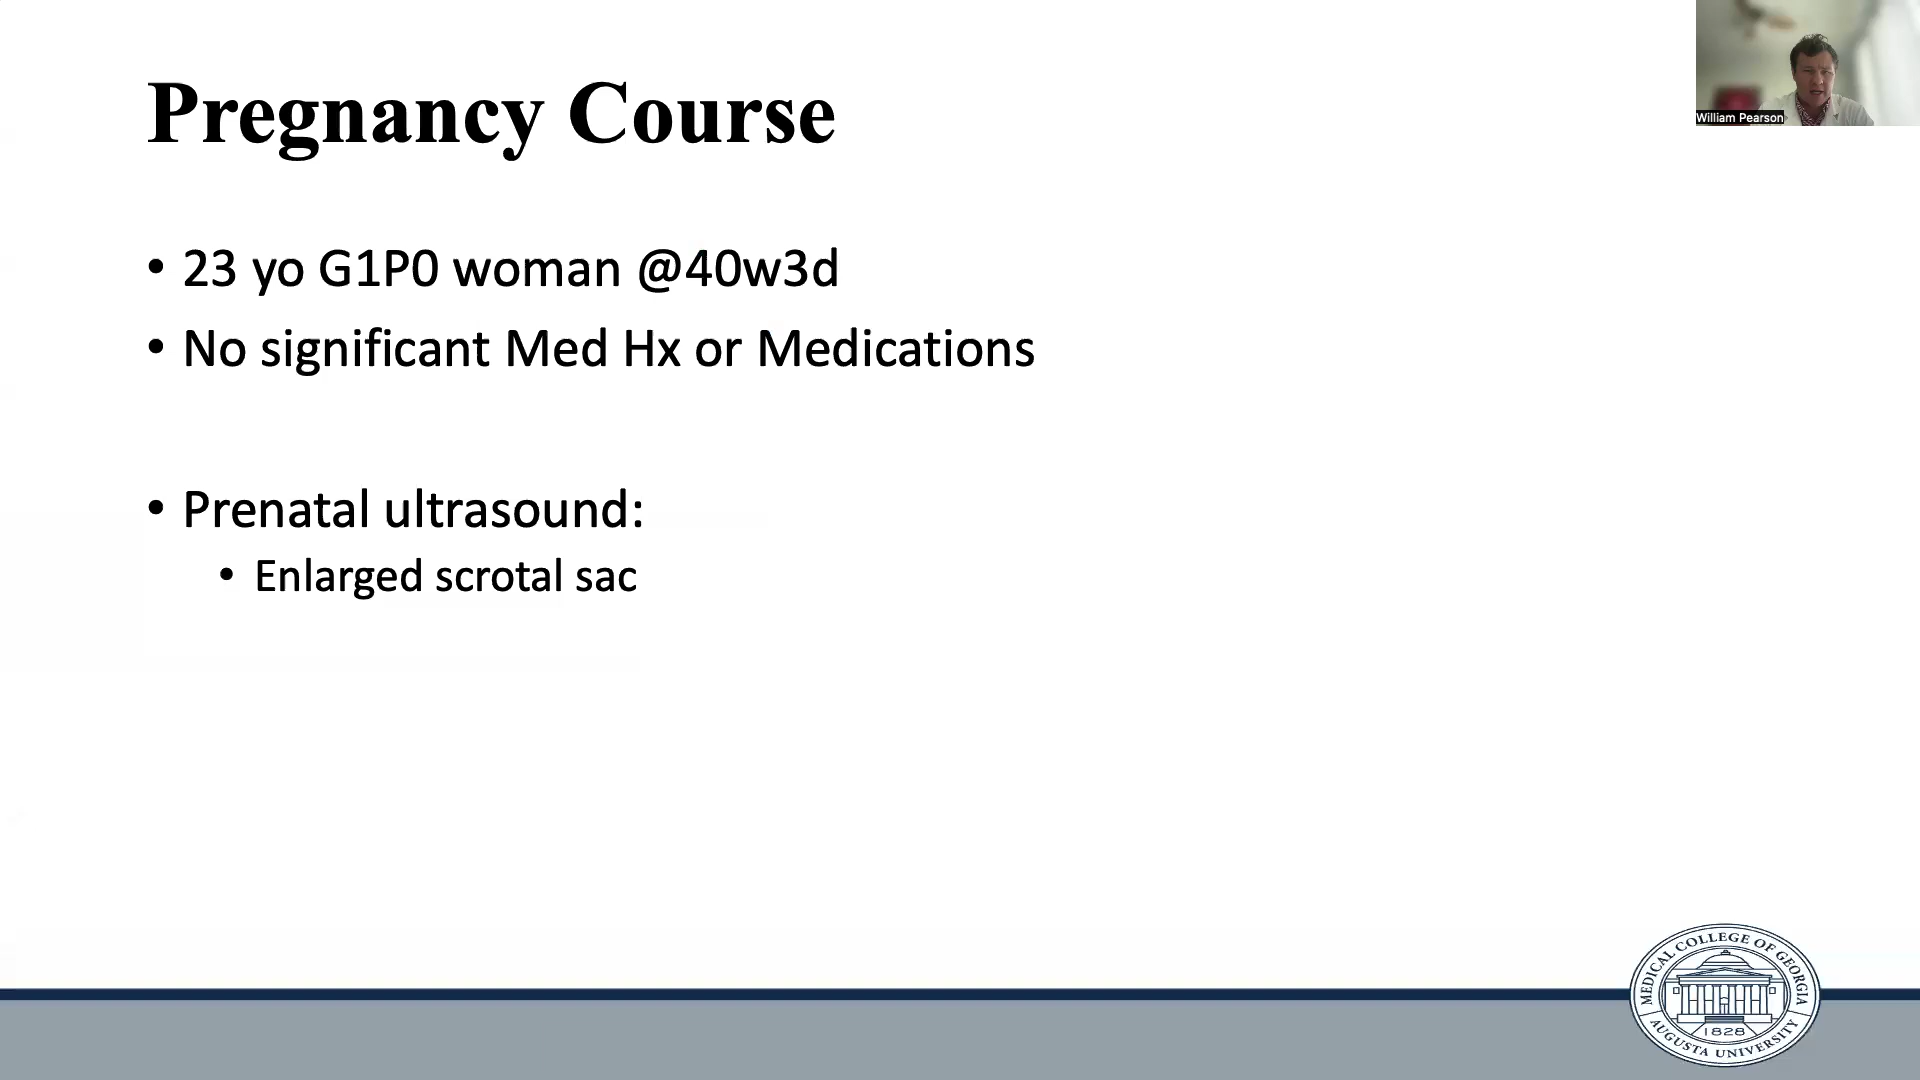 Pregnancy Course
William Pearson
• 23 yo G1P0 woman @40w3d
• No significant Med Hx or Medications
• Prenatal ultrasound:
• Enlarged scrotal sac
MEDICAL COLLEGE OF GEORGIA
1828
AUGUSTA UNIVERSITY